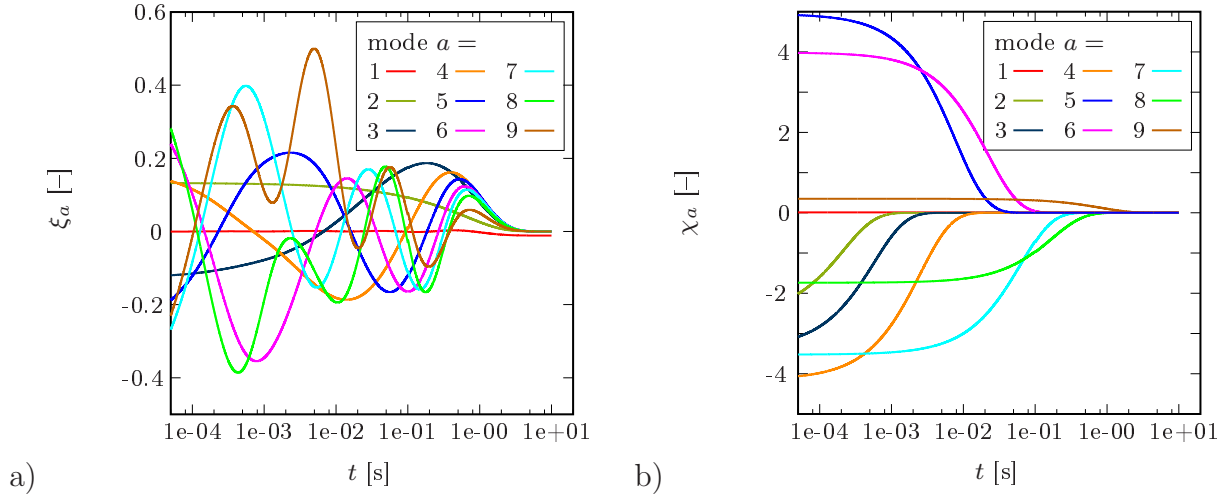 0.6
0.4
0.2
0
-0.2
-0.4
ξa [–]
mode a =
1 4 7
2 5 8
3 6 9
1e-04 1e-03 1e-02 1e-01 1e-00 1e+01
t [s]
a)
4
2
0
-2
-4
χa [–]
mode a =
1 4 7
2 5 8
3 6 9
1e-04 1e-03 1e-02 1e-01 1e-00 1e+01
t [s]
b)